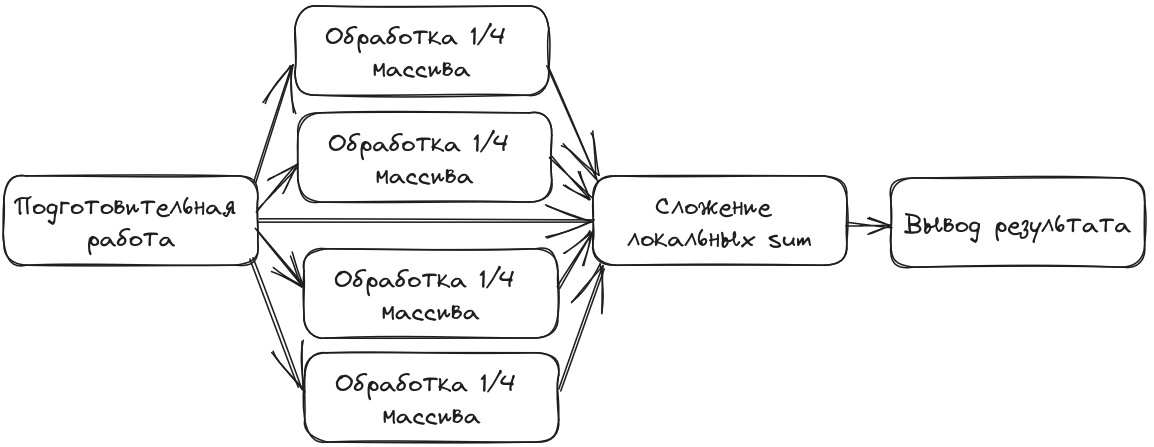 Обработка 1/4
массива
Обработка 1/4
массива
Подготовительная
работа
Сложение
локальных sum
Вывод результата
Обработка 1/4
массива
Обработка 1/4
массива